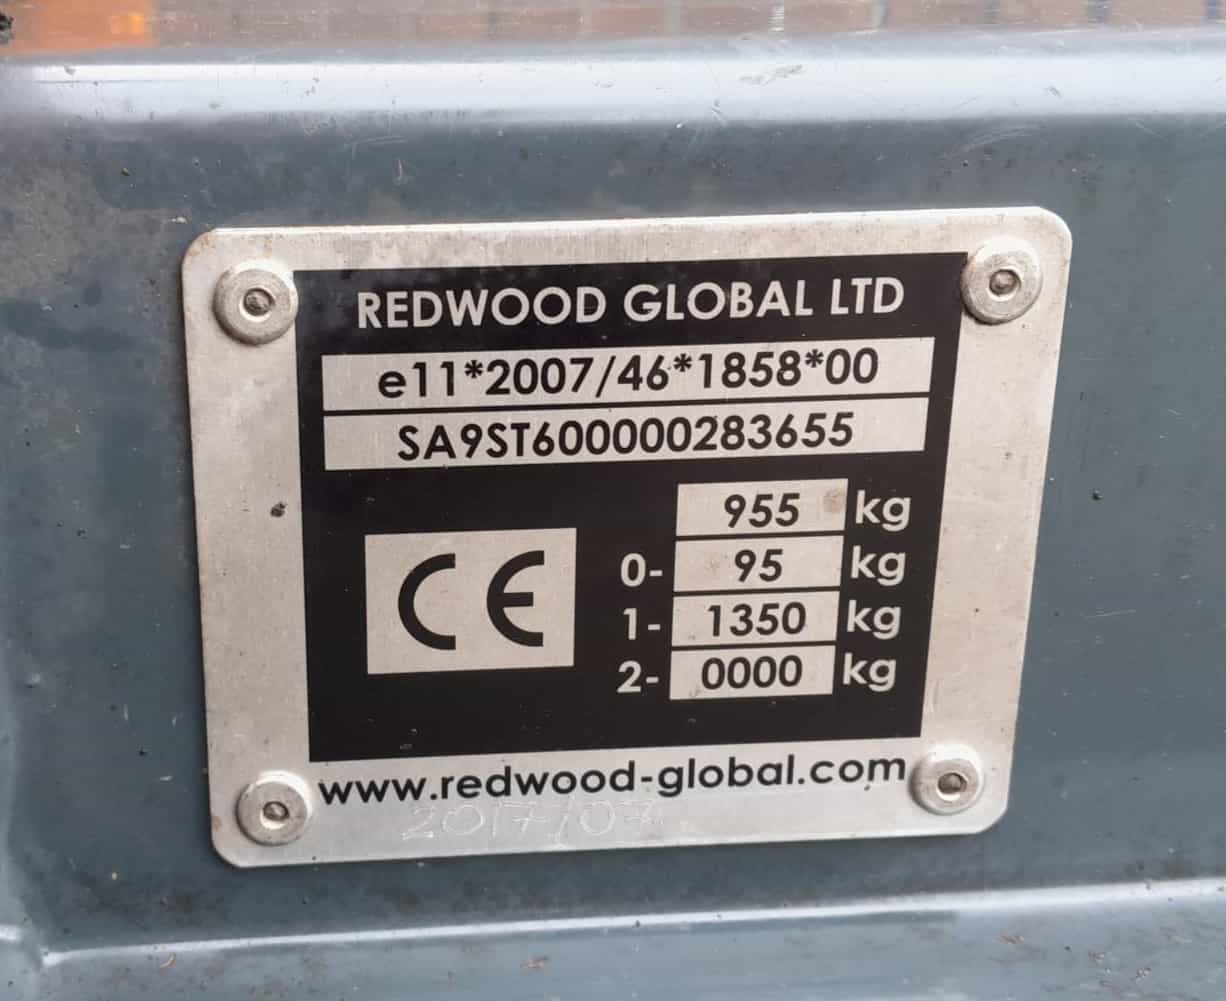 REDWOOD GLOBAL LTD
e11*2007/46*1858*00
SA9ST600000283655
955 kg
CE
0- 95 kg
1- 1350 kg
2- 0000 kg
www.redwood-global.com
2017/07